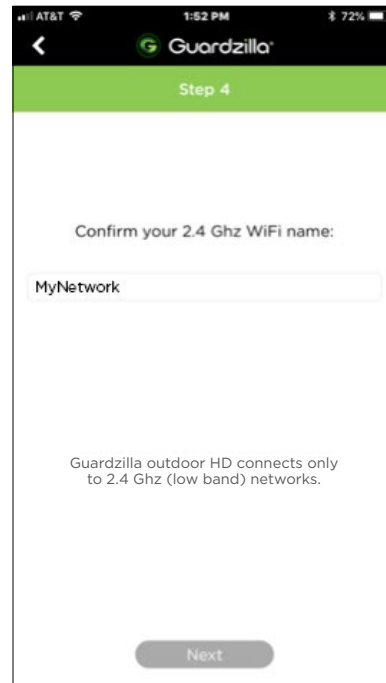 AT&T 1:52 PM 72%
Guardzilla
Step 4
Confirm your 2.4 Ghz WiFi name:
MyNetwork
Guardzilla outdoor HD connects only
to 2.4 Ghz (low band) networks.
Next